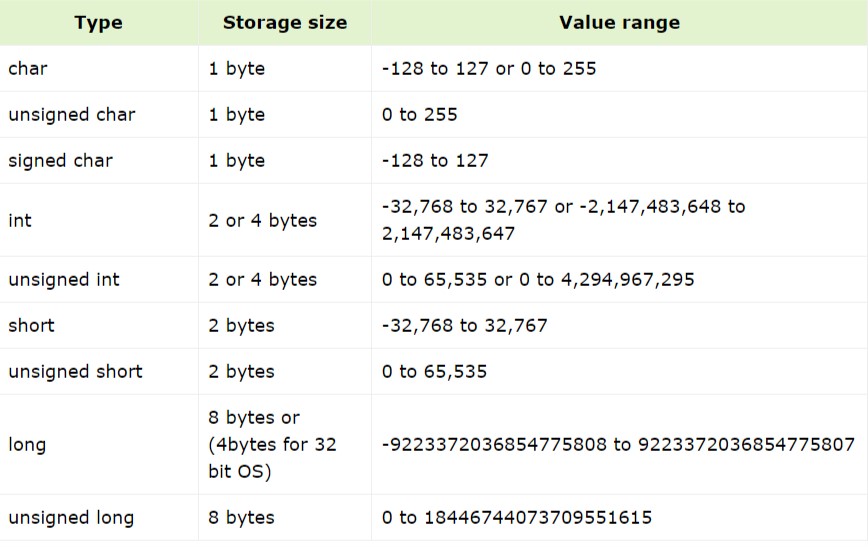 Type Storage size Value range
char 1 byte -128 to 127 or 0 to 255
unsigned char 1 byte 0 to 255
signed char 1 byte -128 to 127
int 2 or 4 bytes -32,768 to 32,767 or -2,147,483,648 to
2,147,483,647
unsigned int 2 or 4 bytes 0 to 65,535 or 0 to 4,294,967,295
short 2 bytes -32,768 to 32,767
unsigned short 2 bytes 0 to 65,535
8 bytes or
long (4bytes for 32 -9223372036854775808 to 9223372036854775807
bit OS)
unsigned long 8 bytes 0 to 18446744073709551615